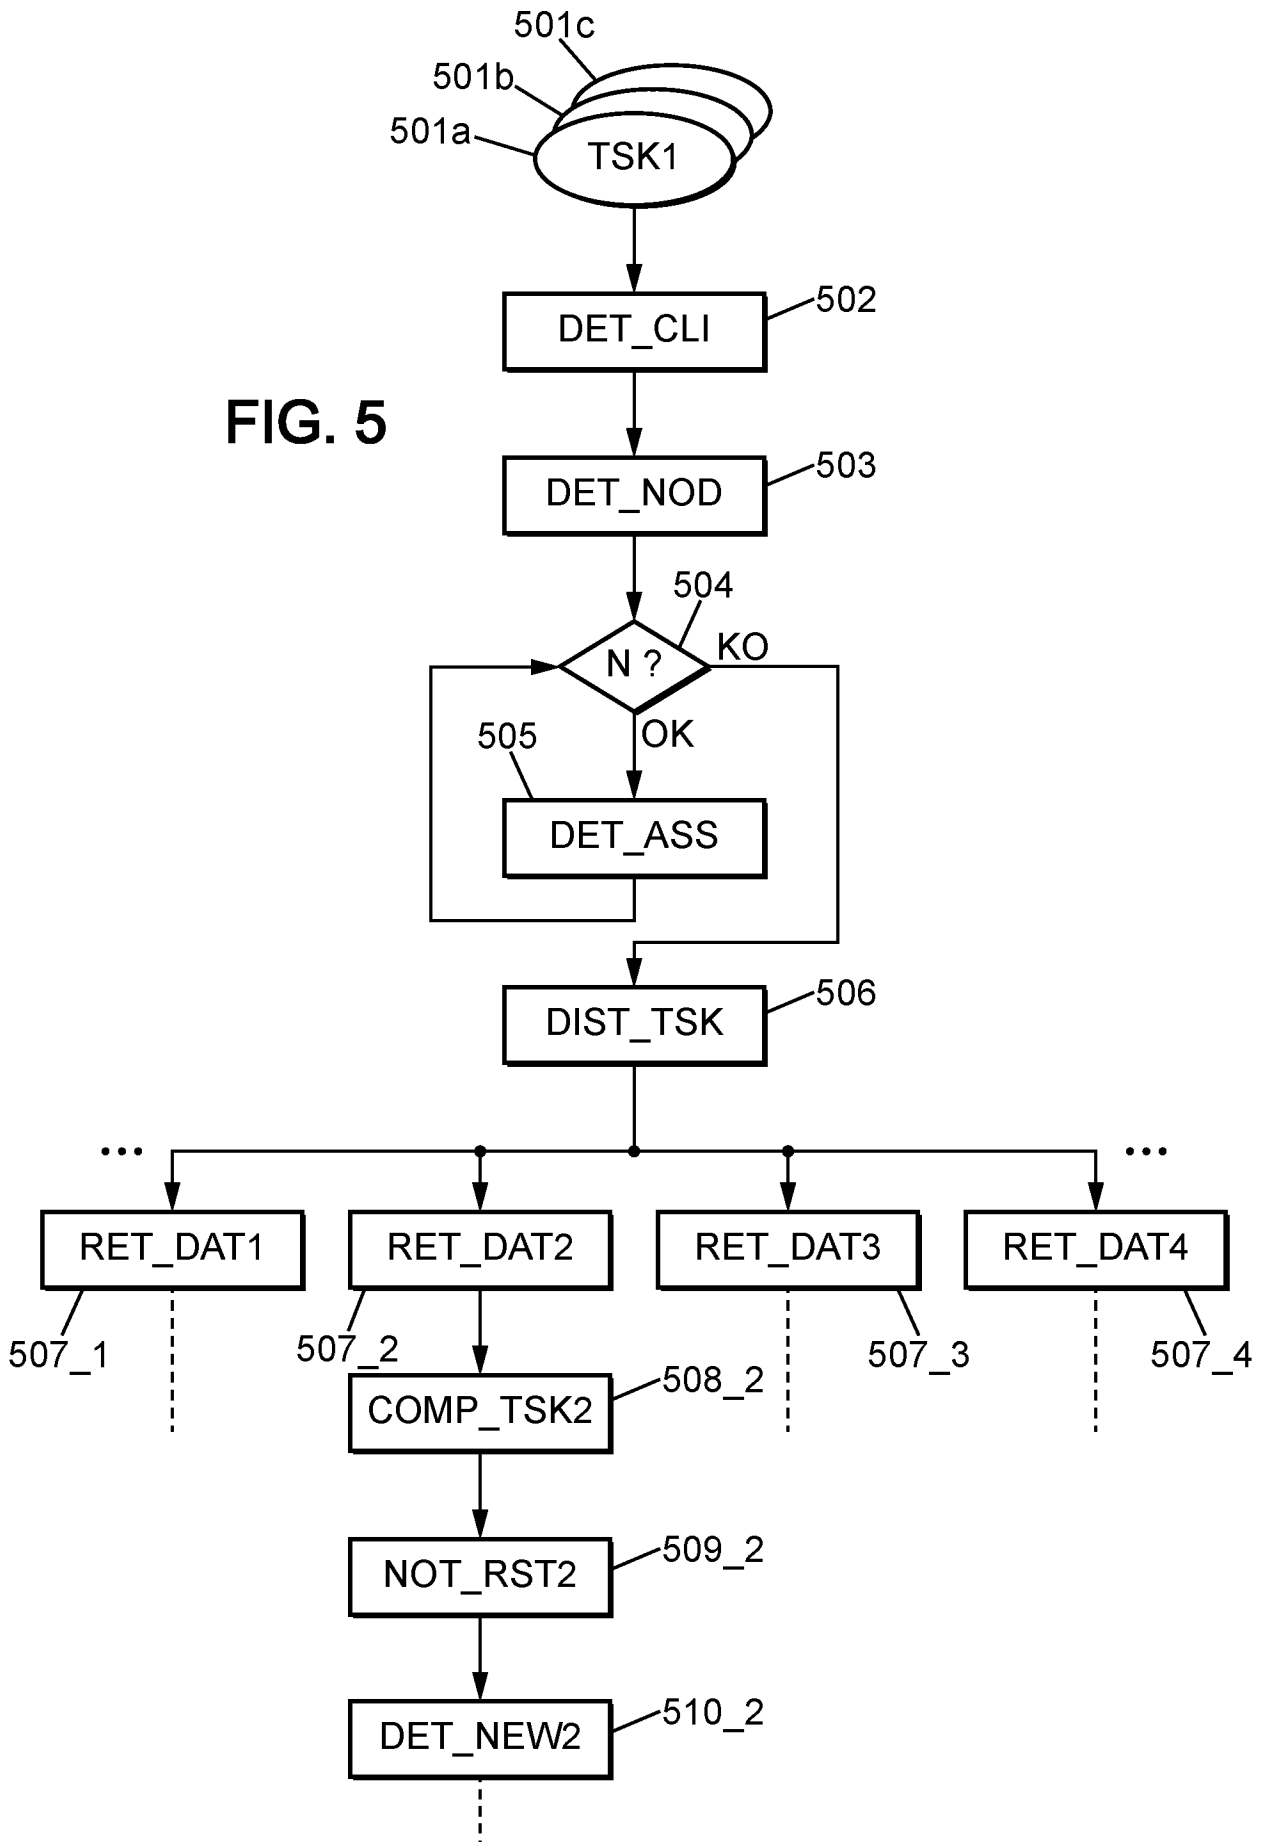 501c
501b
501a
TSK1
502
DET_CLI
FIG. 5
503
DET_NOD
504
N ?
KO
OK
505
DET_ASS
506
DIST_TSK
... ...
RET_DAT1 RET_DAT2 RET_DAT3 RET_DAT4
507_1 507_2 507_3 507_4
508_2
COMP_TSK2
509_2
NOT_RST2
510_2
DET_NEW2